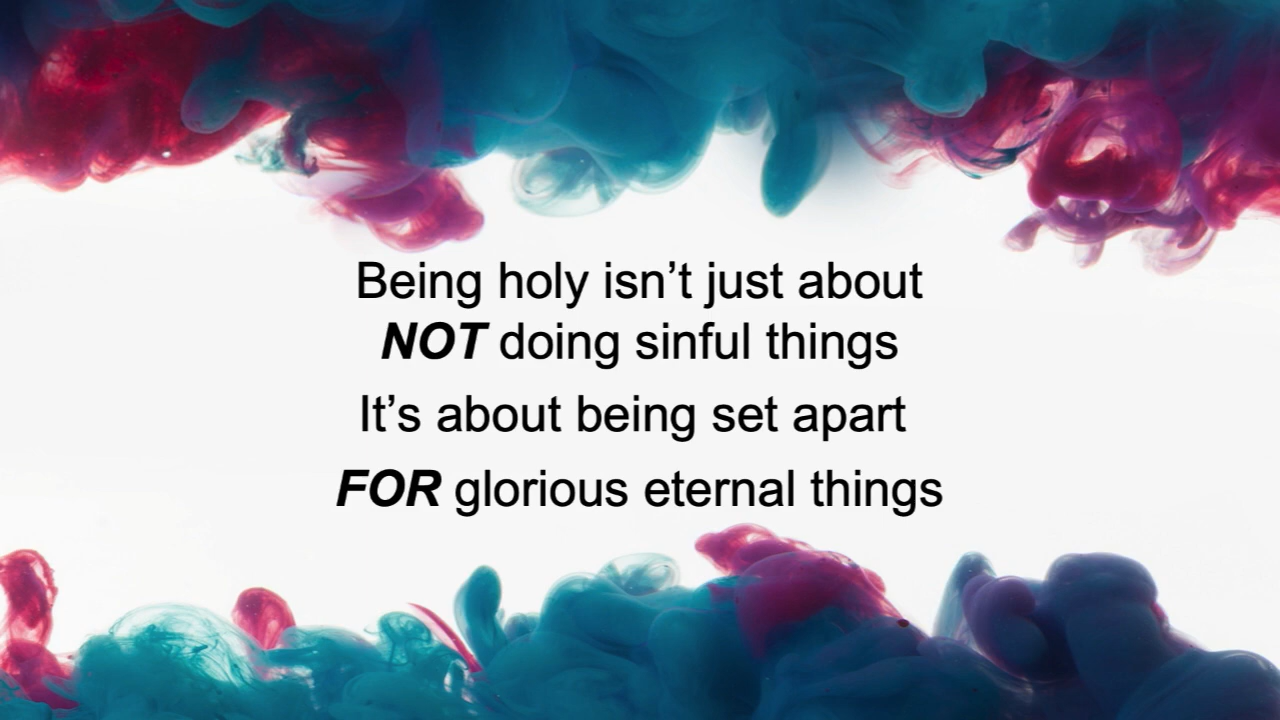 Being holy isn’t just about
NOT doing sinful things
It’s about being set apart
FOR glorious eternal things